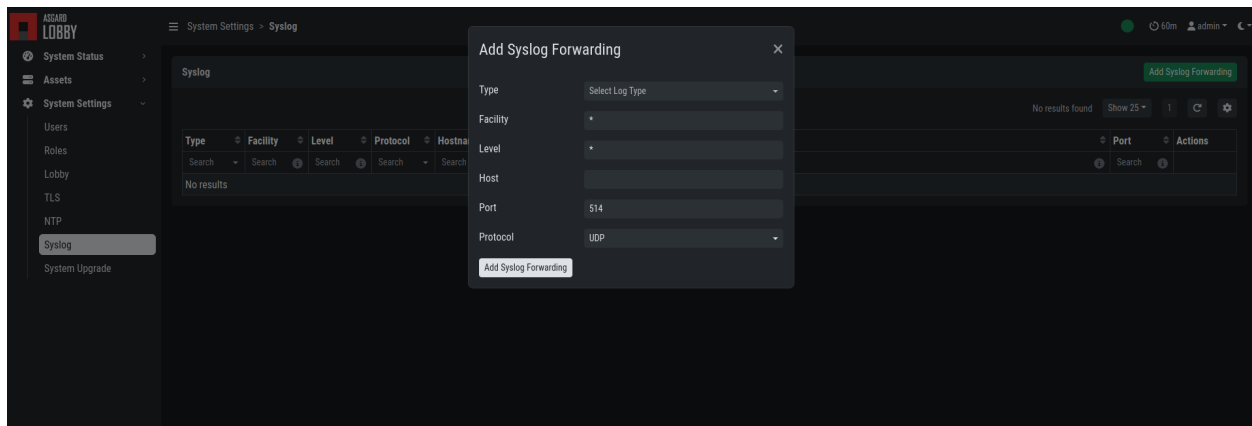 ASGARD
LOBBY
System Settings > Syslog
60m
admin
System Status
Assets
System Settings
Users
Roles
Lobby
TLS
NTP
Syslog
System Upgrade
Syslog
Add Syslog Forwarding
No results found
Show 25
1
Type Facility Level Protocol Hostna Port Actions
Search Search Search Search Search Search
No results
Add Syslog Forwarding ×
Type Select Log Type
Facility *
Level *
Host
Port 514
Protocol UDP
Add Syslog Forwarding